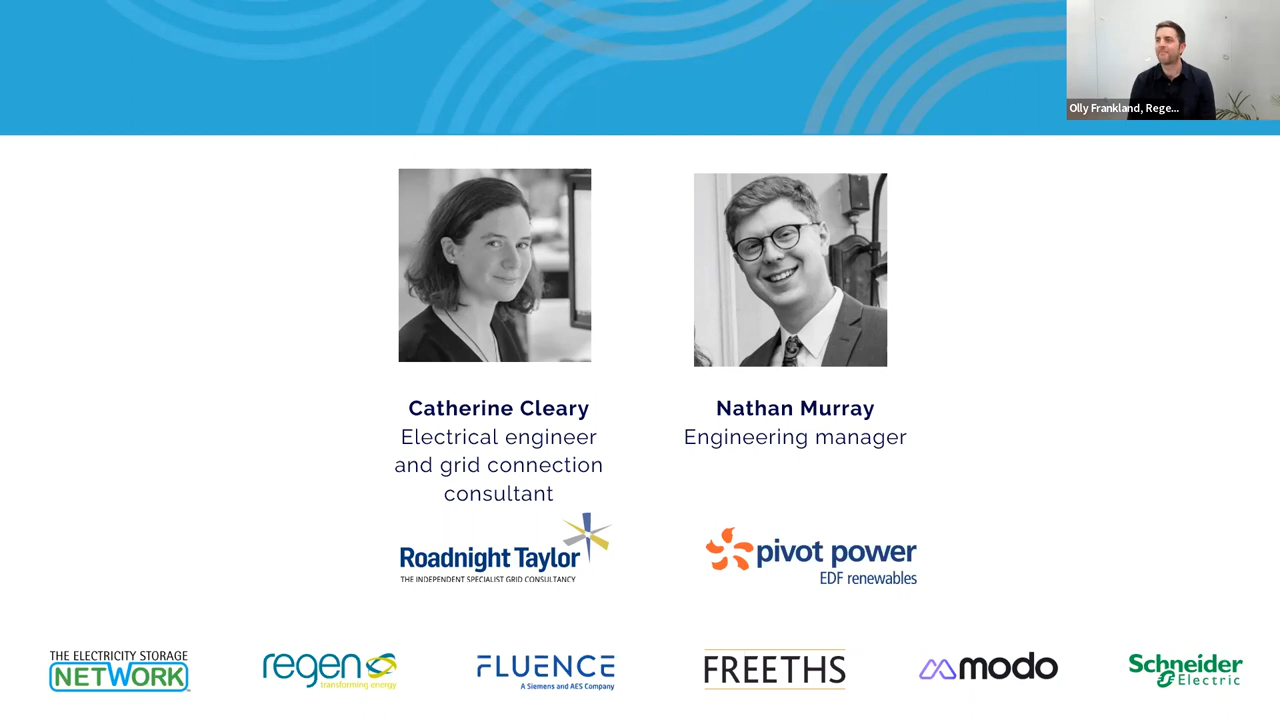 Olly Frankland, Rege...
Catherine Cleary
Electrical engineer
and grid connection
consultant
Nathan Murray
Engineering manager
Roadnight Taylor
THE INDEPENDENT SPECIALIST GRID CONSULTANCY
pivot power
EDF renewables
THE ELECTRICITY STORAGE
NETWORK
regen
transforming energy
FLUENCE
A Siemens and AES Company
FREETHS
modo
Schneider
Electric